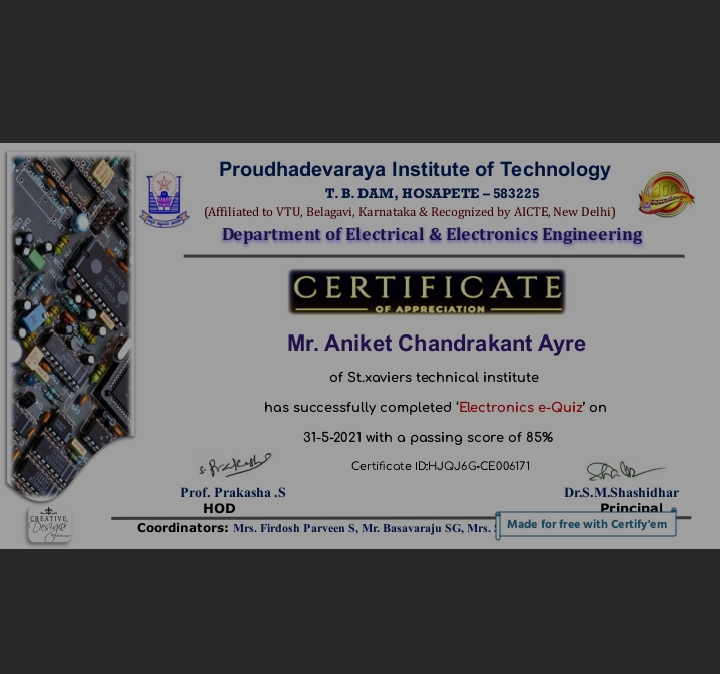 Proudhadevaraya Institute of Technology
T. B. DAM, HOSAPETE – 583225
(Affiliated to VTU, Belagavi, Karnataka & Recognized by AICTE, New Delhi)
Department of Electrical & Electronics Engineering
CERTIFICATE
OF APPRECIATION
Mr. Aniket Chandrakant Ayre
of St.xaviers technical institute
has successfully completed ‘Electronics e-Quiz’ on
31-5-2021 with a passing score of 85%
Certificate ID:HJQJ6G-CE006171
S. Prakasha
Prof. Prakasha .S
Dr.S.M.Shashidhar
HOD
Principal
CREATIVE
Designs
Coordinators: Mrs. Firdosh Parveen S, Mr. Basavaraju SG, Mrs.
Made for free with Certify'em